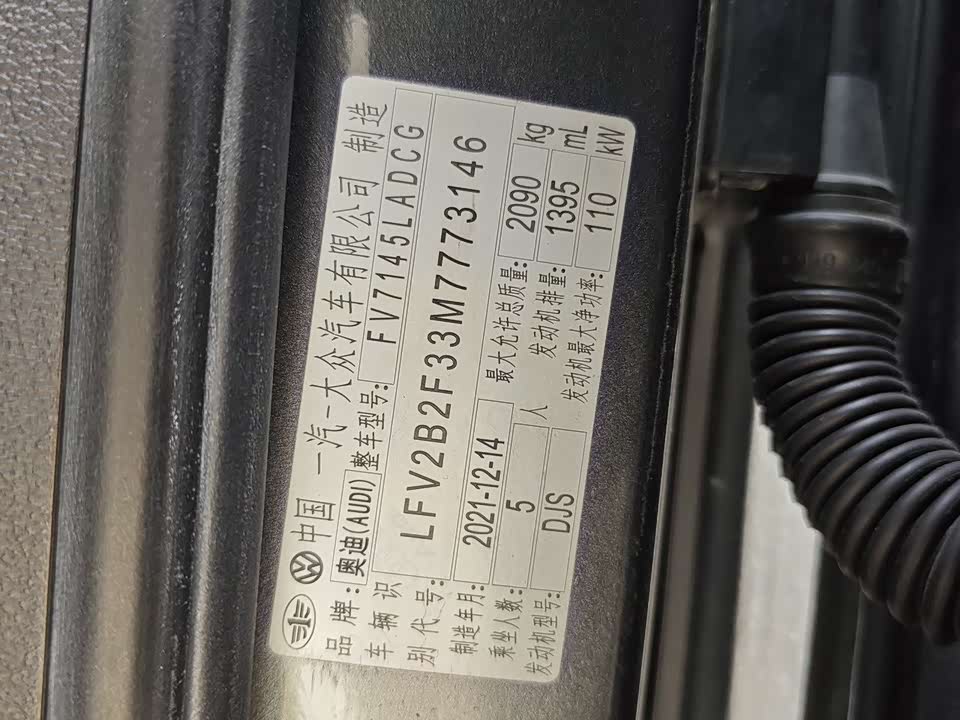 中国 一汽-大众汽车有限公司 制造
品牌:奥迪(AUDI) 整车型号: FV7145LADCG
车辆识别代号: LFV2B2F33M7773146
制造年月: 2021-12-14 最大允许总质量: 2090 kg
乘坐人数: 5 人 发动机排量: 1395 mL
发动机型号: DJS 发动机最大净功率: 110 kW